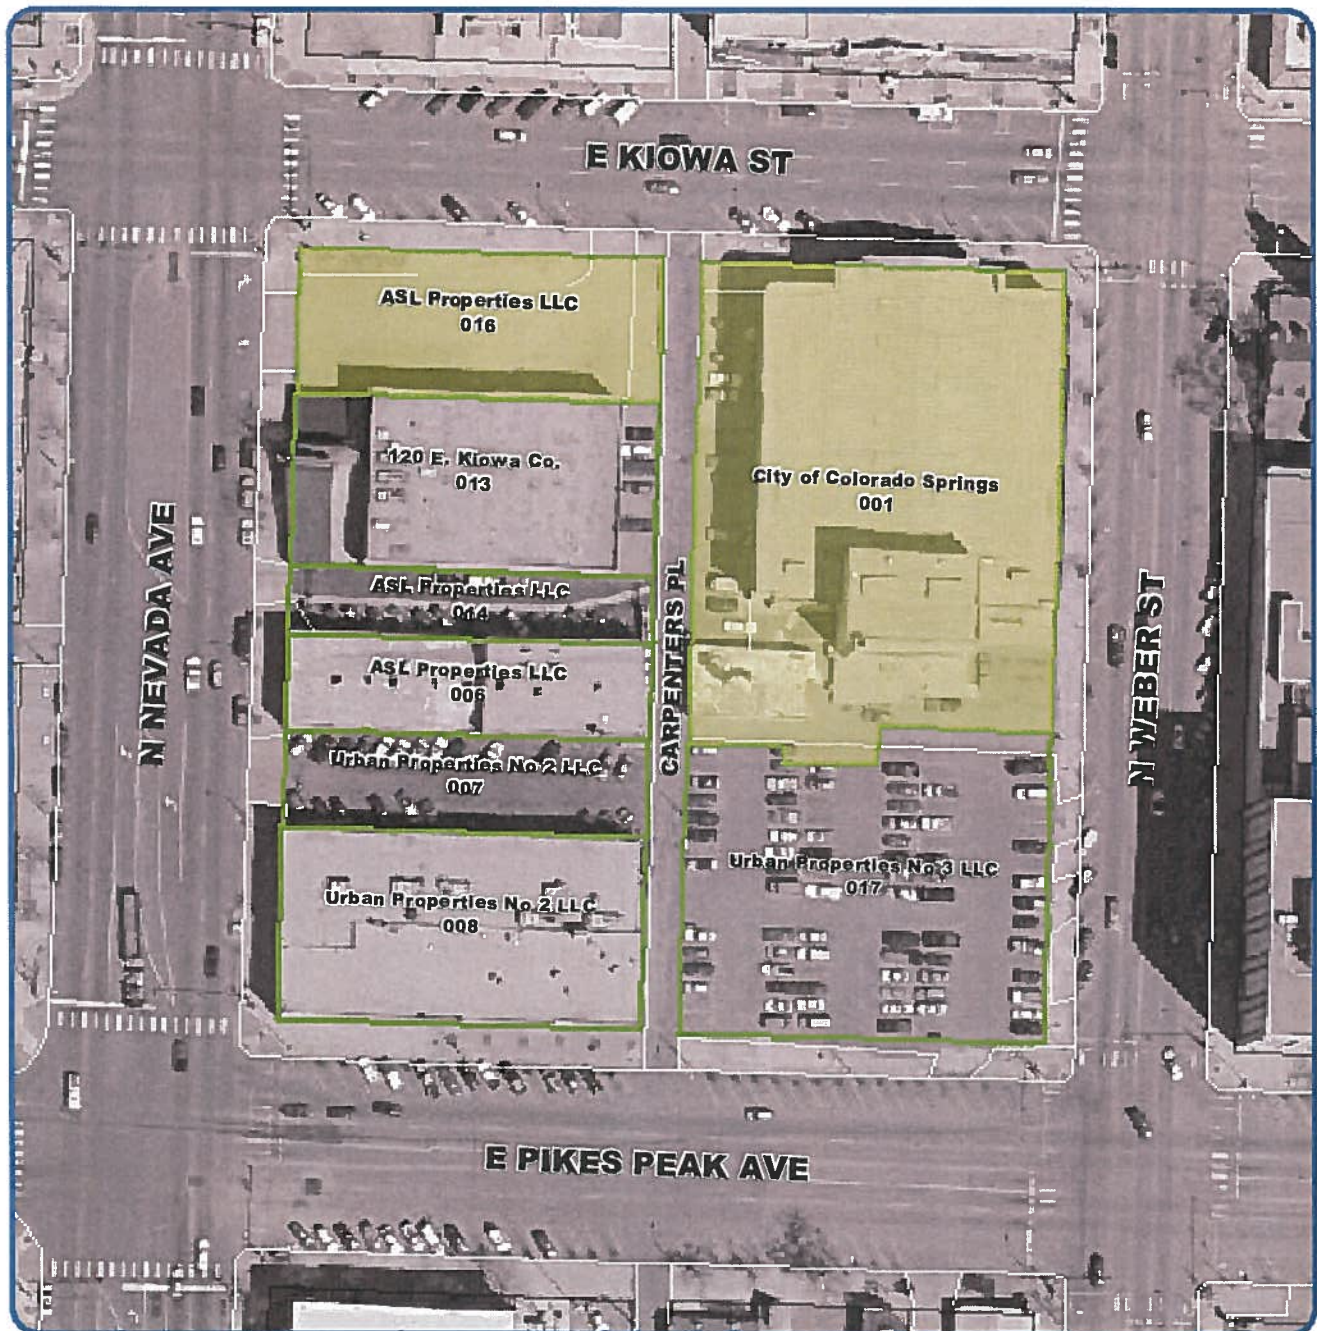 E KIOWA ST
ASL Properties LLC
016
120 E. Kiowa Co.
013
City of Colorado Springs
001
ASL Properties LLC
014
ASL Properties LLC
006
N NEVADA AVE
CARPENTERS PL
N WEBER ST
Urban Properties No 2 LLC
007
Urban Properties No 3 LLC
017
Urban Properties No 2 LLC
008
E PIKES PEAK AVE